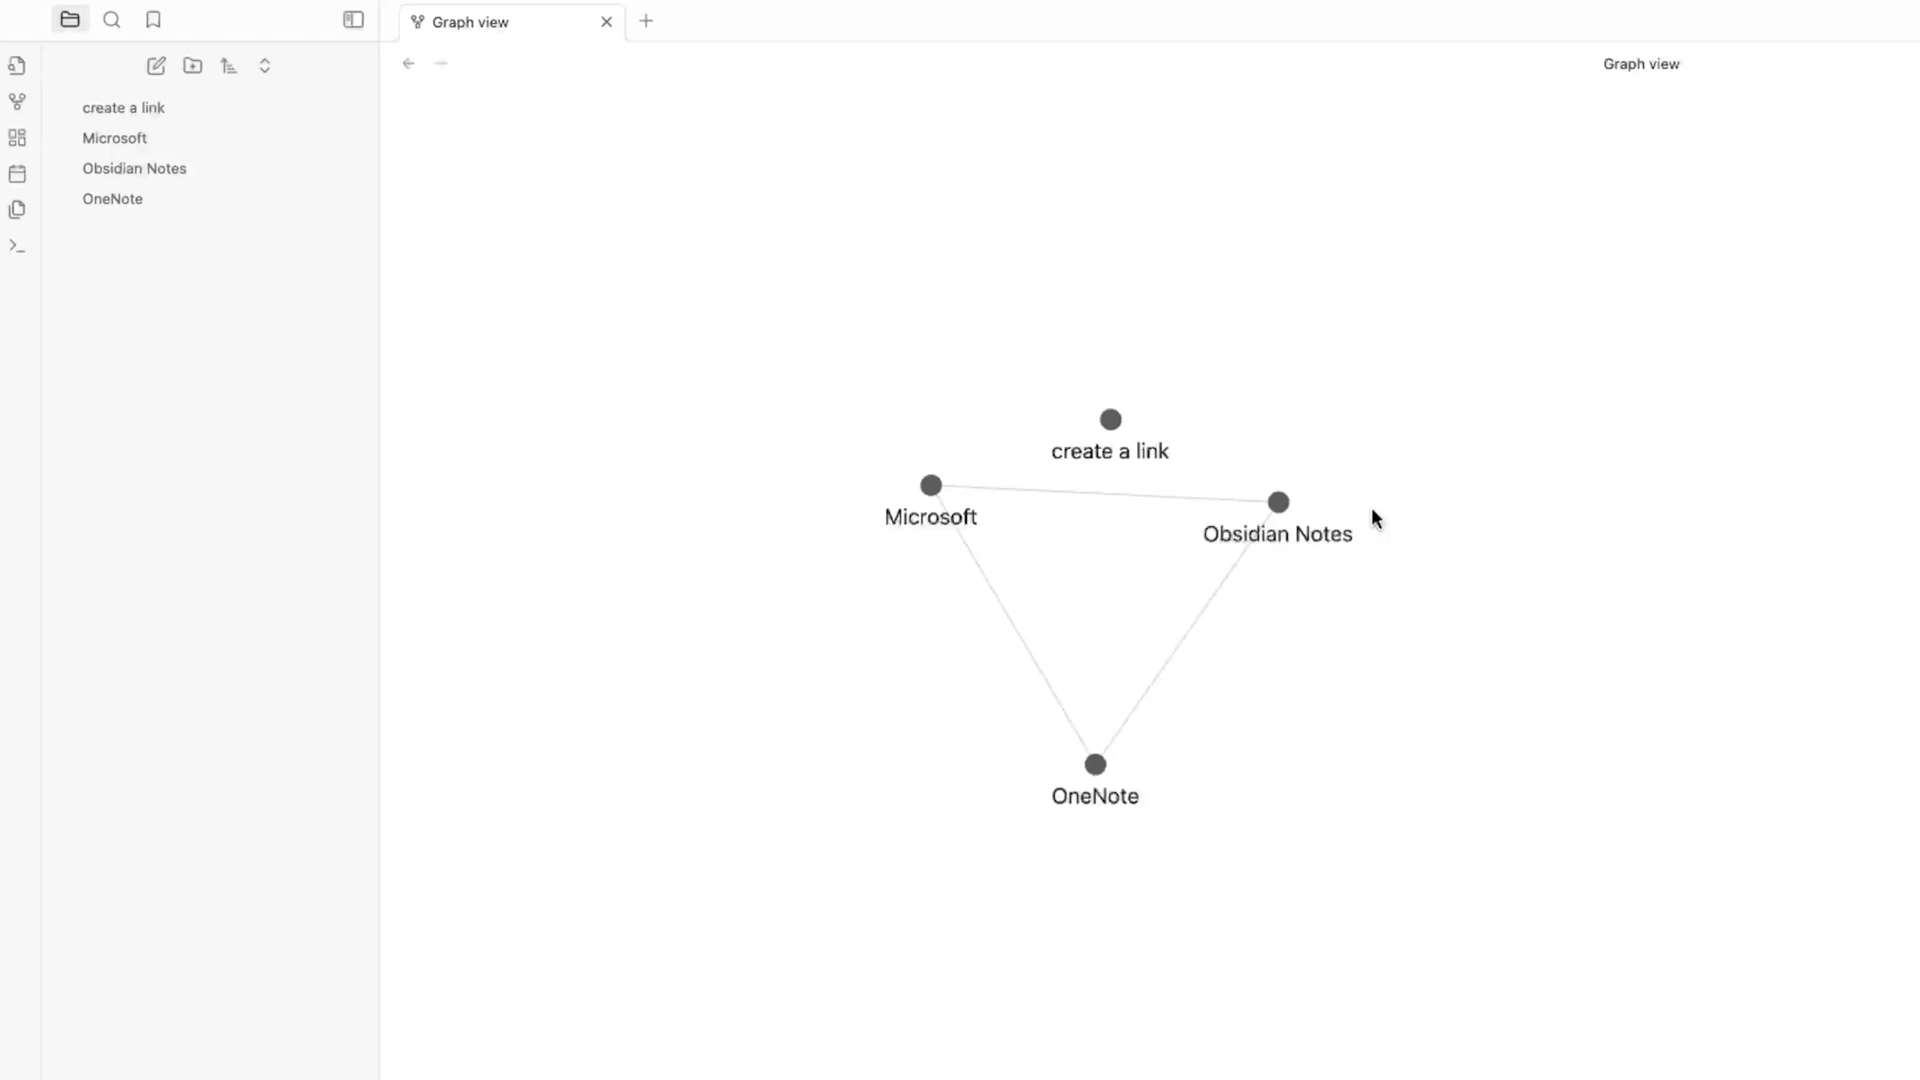 Graph view
Graph view
create a link
Microsoft
Obsidian Notes
OneNote
create a link
Microsoft
Obsidian Notes
OneNote